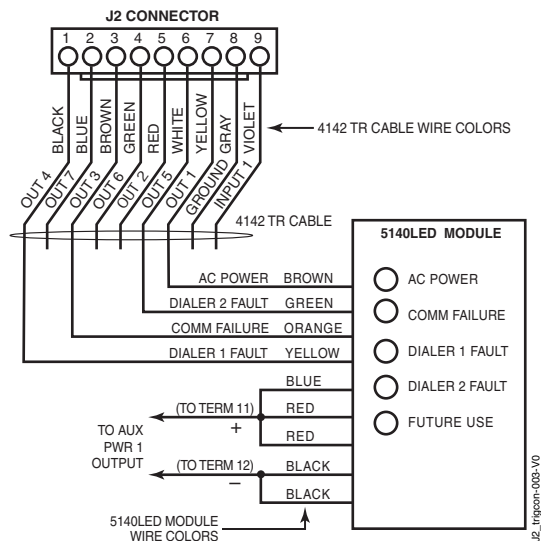 J2 CONNECTOR
1 2 3 4 5 6 7 8 9
BLACK
BLUE
BROWN
GREEN
RED
WHITE
YELLOW
GRAY
VIOLET
4142 TR CABLE WIRE COLORS
OUT 4
OUT 7
OUT 3
OUT 6
OUT 2
OUT 5
OUT 1
GROUND
INPUT 1
4142 TR CABLE
5140LED MODULE
AC POWER BROWN
DIALER 2 FAULT GREEN
COMM FAILURE ORANGE
DIALER 1 FAULT YELLOW
AC POWER
COMM FAILURE
DIALER 1 FAULT
DIALER 2 FAULT
FUTURE USE
BLUE
(TO TERM 11) RED
+
RED
TO AUX
PWR 1
OUTPUT
(TO TERM 12) BLACK
–
BLACK
5140LED MODULE
WIRE COLORS
J2_trigcon-003-V0